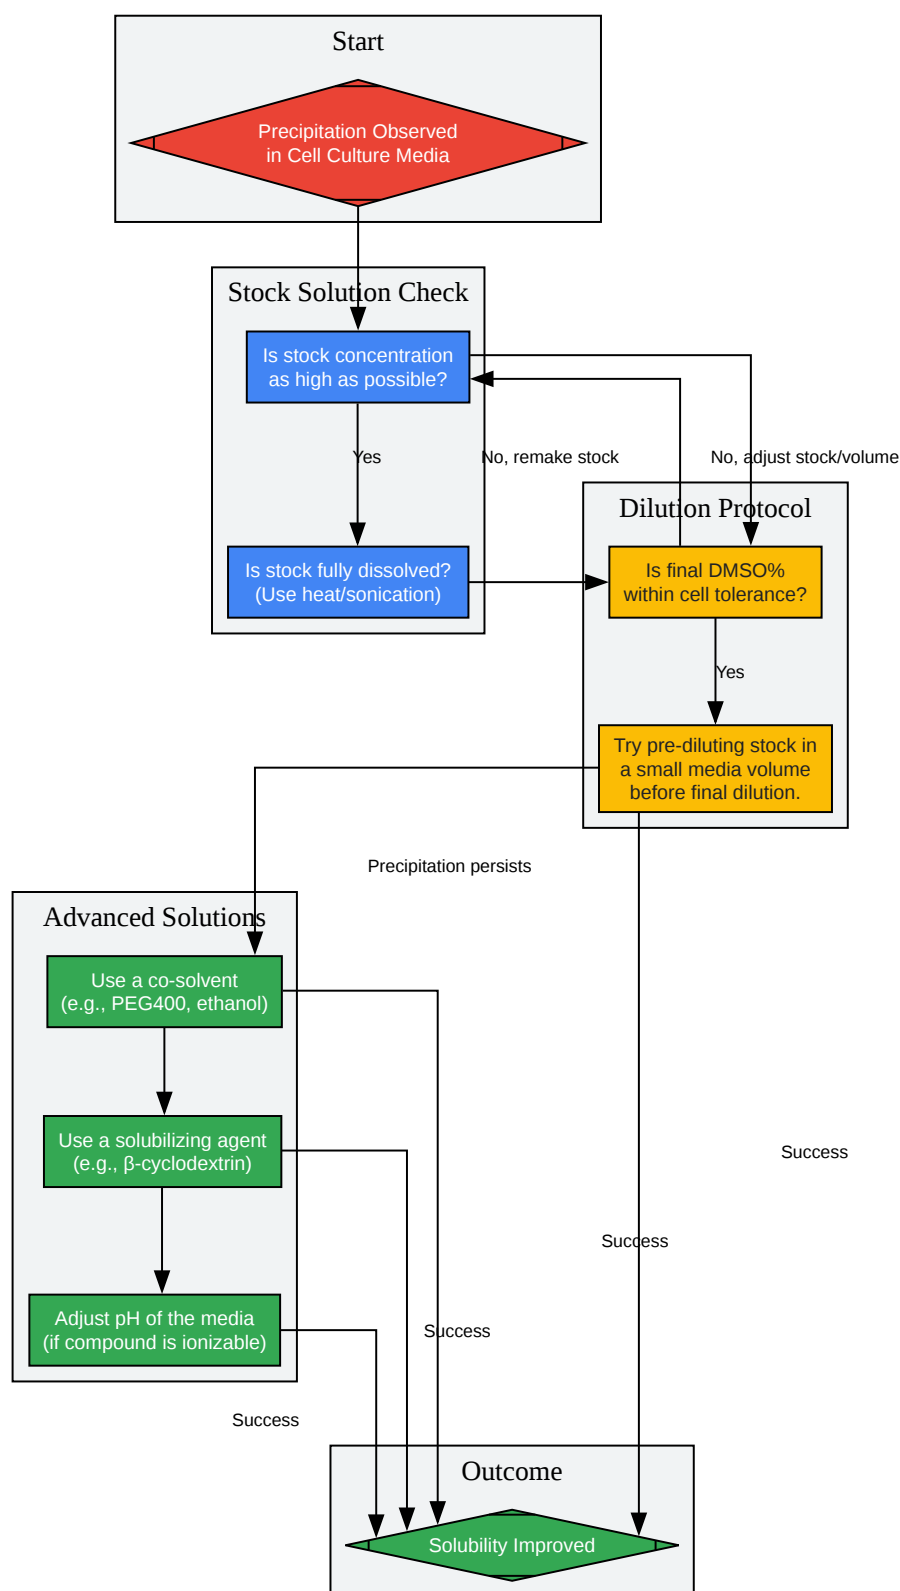 Start
Precipitation Observed
in Cell Culture Media
Stock Solution Check
Is stock concentration
as high as possible?
Yes
No, remake stock
No, adjust stock/volume
Dilution Protocol
Is stock fully dissolved?
(Use heat/sonication)
Is final DMSO%
within cell tolerance?
Yes
Try pre-diluting stock in
a small media volume
before final dilution.
Precipitation persists
Advanced Solutions
Use a co-solvent
(e.g., PEG400, ethanol)
Use a solubilizing agent
(e.g., β-cyclodextrin)
Success
Success
Adjust pH of the media
(if compound is ionizable)
Success
Success
Outcome
Solubility Improved